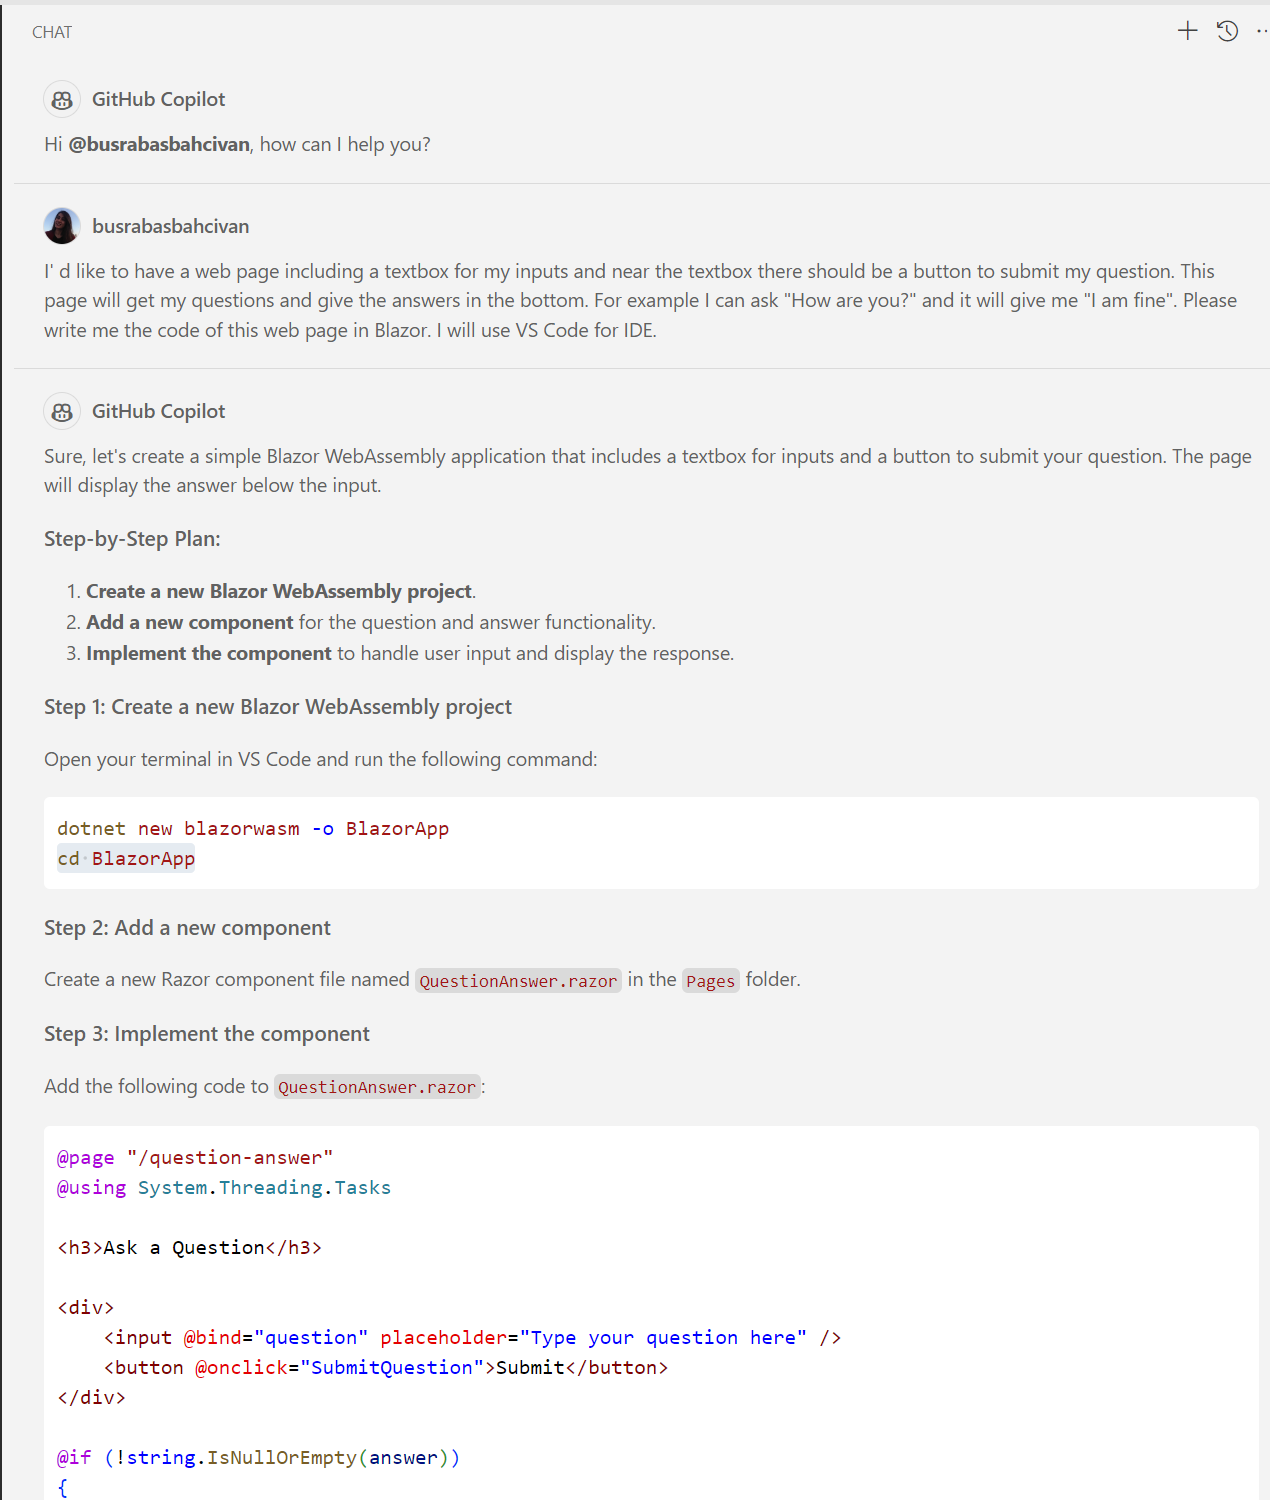 CHAT
GitHub Copilot
Hi @busrabasbahcivan, how can I help you?
busrabasbahcivan
I' d like to have a web page including a textbox for my inputs and near the textbox there should be a button to submit my question. This
page will get my questions and give the answers in the bottom. For example I can ask "How are you?" and it will give me "I am fine". Please
write me the code of this web page in Blazor. I will use VS Code for IDE.
GitHub Copilot
Sure, let's create a simple Blazor WebAssembly application that includes a textbox for inputs and a button to submit your question. The page
will display the answer below the input.
Step-by-Step Plan:
1. Create a new Blazor WebAssembly project.
2. Add a new component for the question and answer functionality.
3. Implement the component to handle user input and display the response.
Step 1: Create a new Blazor WebAssembly project
Open your terminal in VS Code and run the following command:
dotnet new blazorwasm -o BlazorApp
cd BlazorApp
Step 2: Add a new component
Create a new Razor component file named QuestionAnswer.razor in the Pages folder.
Step 3: Implement the component
Add the following code to QuestionAnswer.razor:
@page "/question-answer"
@using System.Threading.Tasks
<h3>Ask a Question</h3>
<div>
    <input @bind="question" placeholder="Type your question here" />
    <button @onclick="SubmitQuestion">Submit</button>
</div>
@if (!string.IsNullOrEmpty(answer))
{